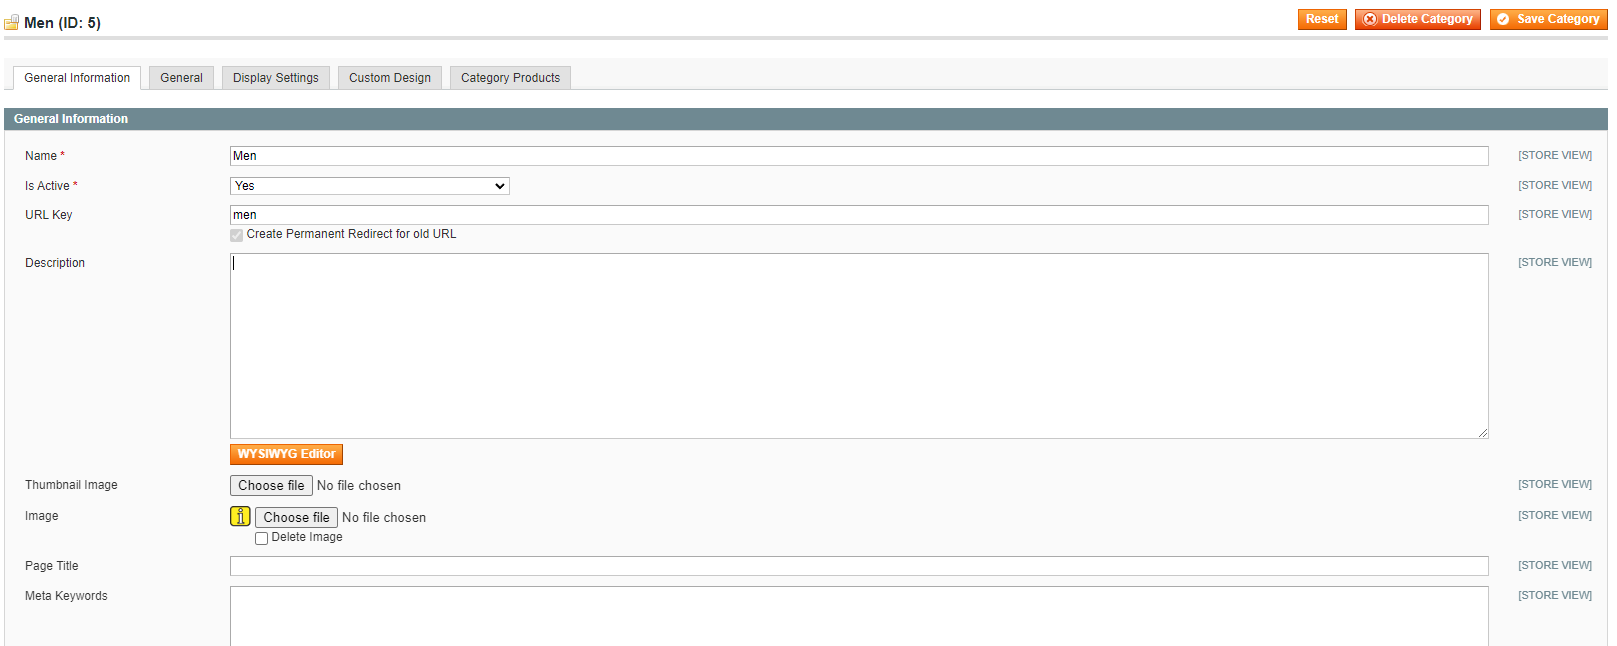 Men (ID: 5)
Reset
Delete Category
Save Category
General Information
General
Display Settings
Custom Design
Category Products
General Information
Name *
Men
[STORE VIEW]
Is Active *
Yes
[STORE VIEW]
URL Key
men
[STORE VIEW]
Create Permanent Redirect for old URL
Description
[STORE VIEW]
WYSIWYG Editor
Thumbnail Image
Choose file No file chosen
[STORE VIEW]
Image
Choose file No file chosen
[STORE VIEW]
Delete Image
Page Title
[STORE VIEW]
Meta Keywords
[STORE VIEW]